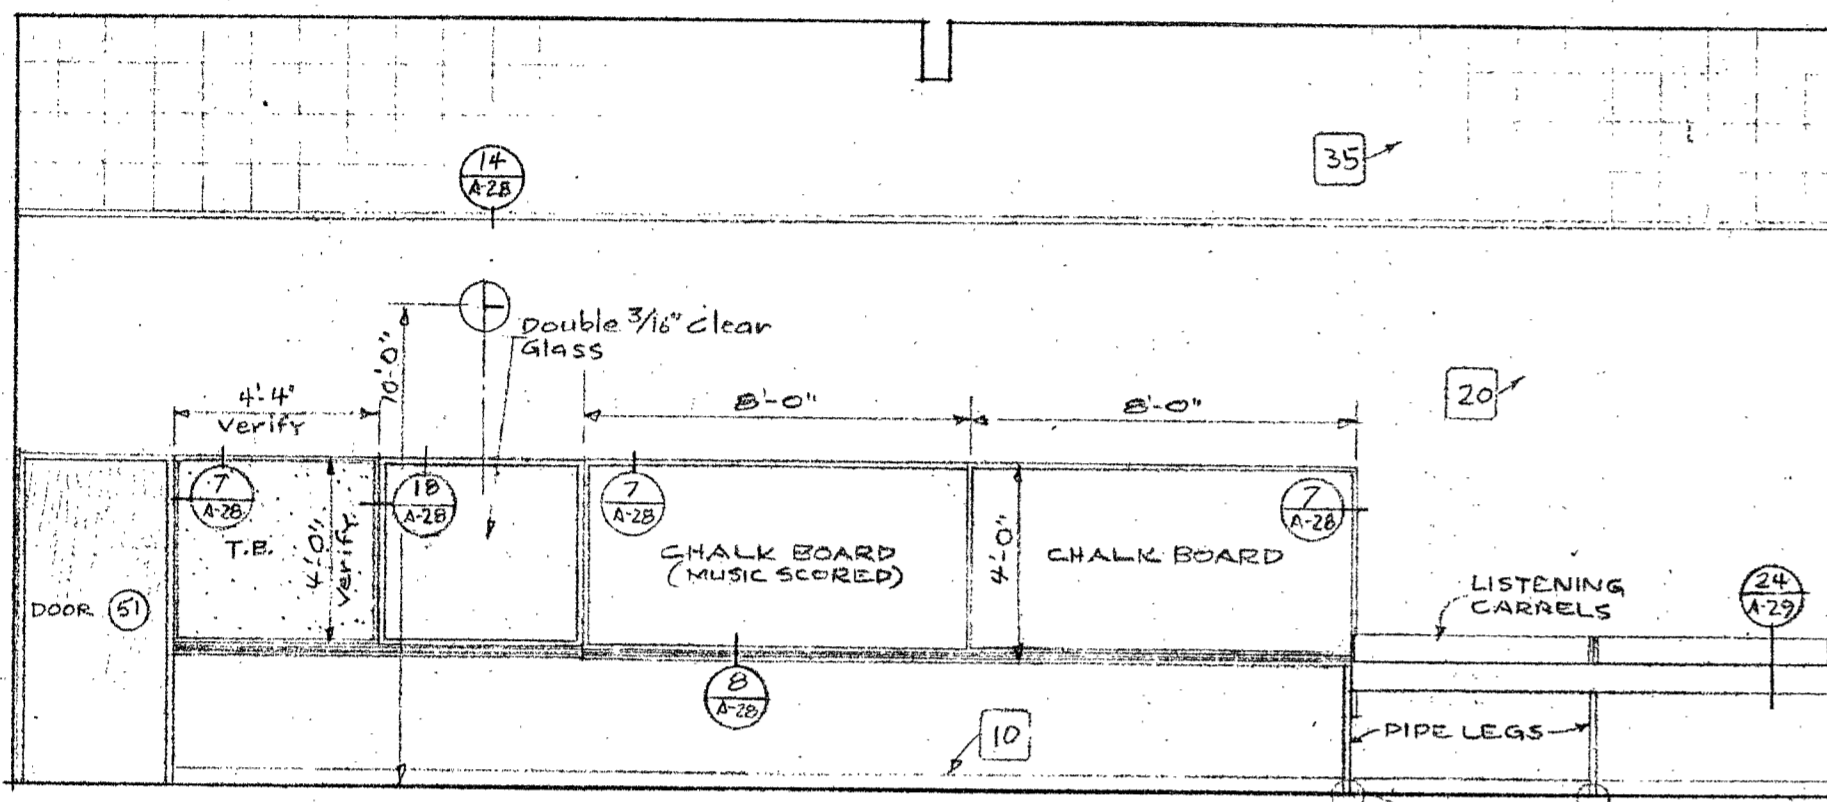 14
A-28
35
Double 3/16" clear
Glass
10'-0"
4'-4"
verify
8'-0"
8'-0"
20
7
A-28
18
A-28
7
A-28
7
A-28
T.B.
4'-0"
verify
CHALK BOARD
(MUSIC SCORED)
4'-0"
CHALK BOARD
DOOR 51
LISTENING
CARRELS
24
A-29
8
A-28
10
PIPE LEGS